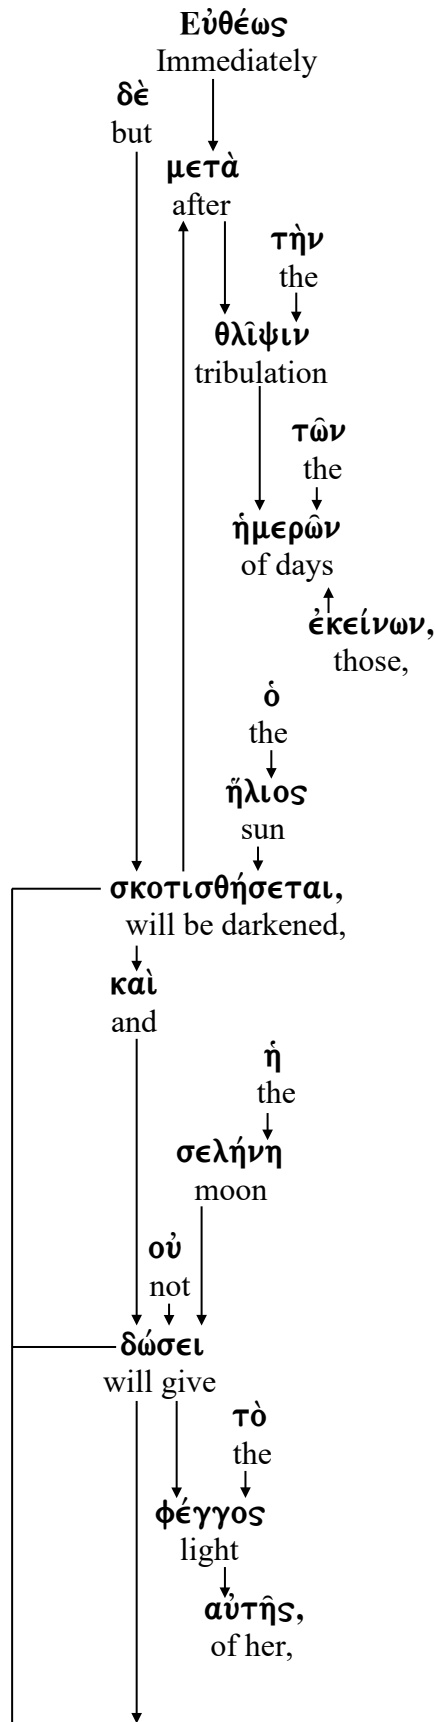 Εὐθέως
Immediately
δὲ
but
μετὰ
after
τὴν
the
θλῖψιν
tribulation
τῶν
the
ἡμερῶν
of days
ἐκείνων,
those,
ὁ
the
ἥλιος
sun
σκοτισθήσεται,
will be darkened,
καὶ
and
ἡ
the
σελήνη
moon
οὐ
not
δώσει
will give
τὸ
the
φέγγος
light
αὐτῆς,
of her,